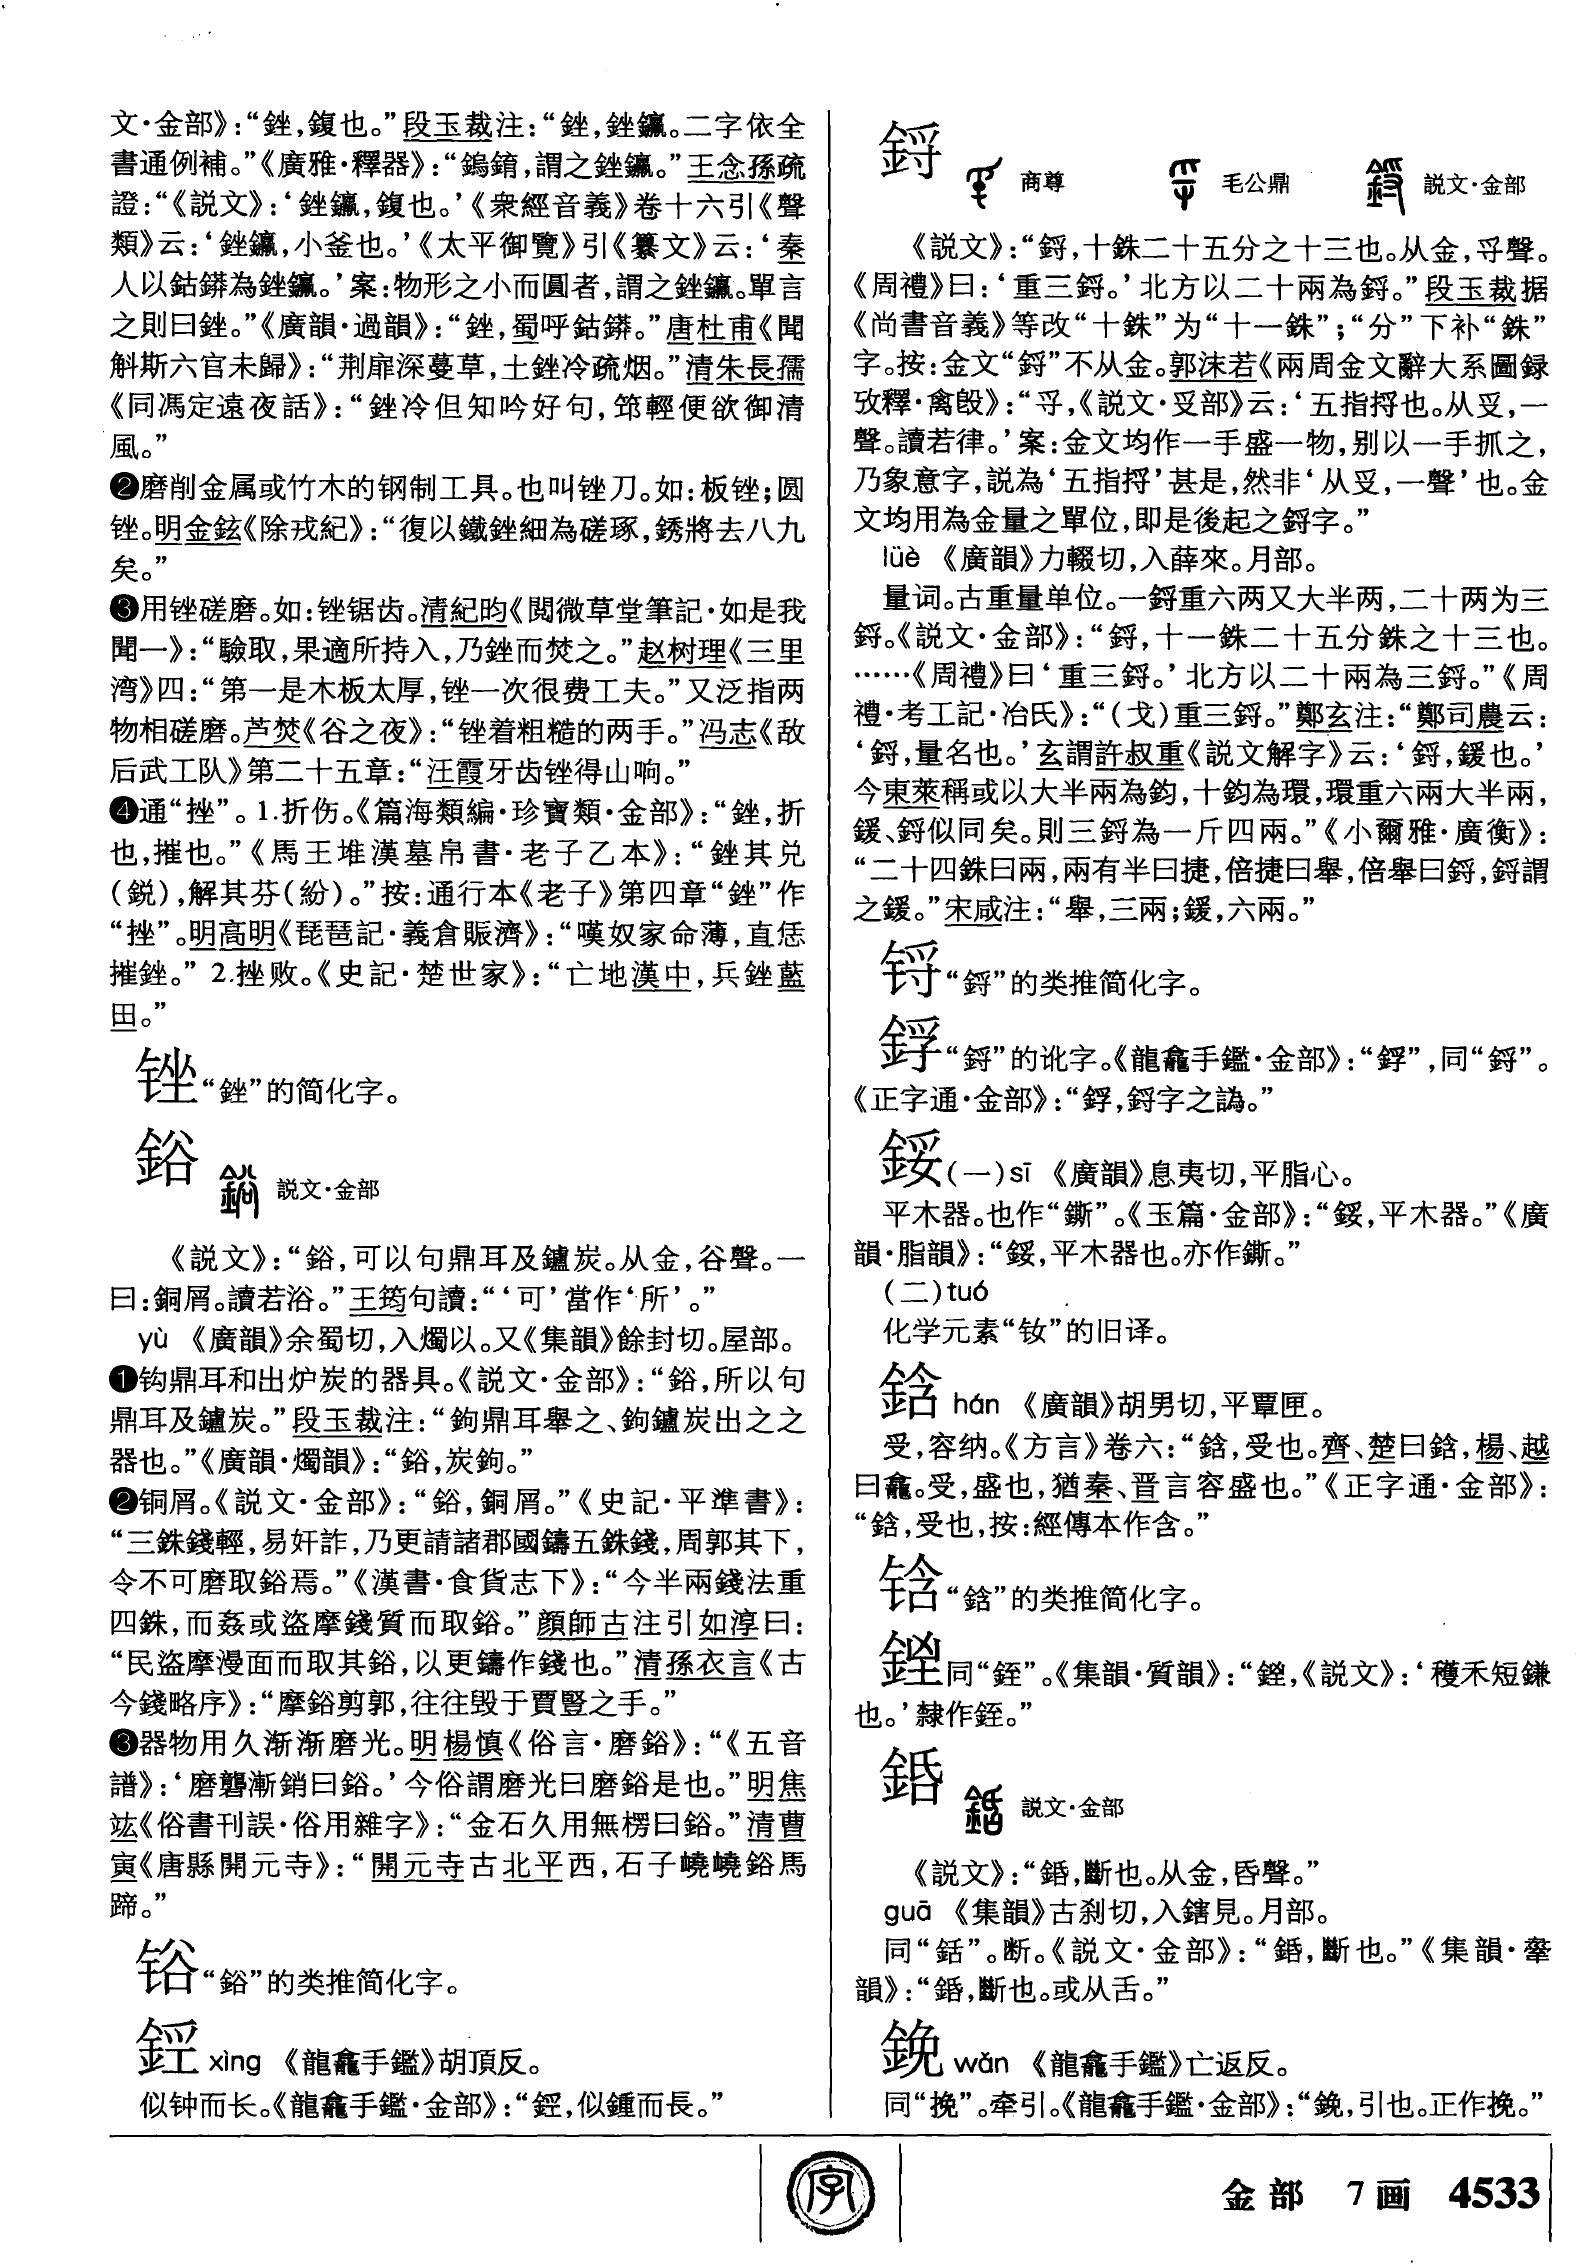 文·金部》：“銼，鍑也。”段玉裁注：“銼，銼鑹。二字依全
書通例補。”《廣雅·釋器》：“鎢錥，謂之銼鑹。”王念孫疏
證：“《説文》：‘銼鑹，鍑也。’《衆經音義》卷十六引《聲
類》云：‘銼鑹，小釜也。’《太平御覽》引《纂文》云：‘秦
人以鈷𨪋為銼鑹。’案：物形之小而圓者，謂之銼鑹。單言
之則曰銼。”《廣韻·過韻》：“銼，蜀呼鈷𨪋。”唐杜甫《聞
斛斯六官未歸》：“荆扉深蔓草，土銼冷疏烟。”清朱長孺
《同馮定遠夜話》：“銼冷但知吟好句，笻輕便欲御清
風。”
❷磨削金属或竹木的钢制工具。也叫锉刀。如：板锉；圆
锉。明金鉉《除戎紀》：“復以鐵銼細為磋琢，銹將去八九
矣。”
❸用锉磋磨。如：锉锯齿。清紀昀《閲微草堂筆記·如是我
聞一》：“驗取，果適所持入，乃銼而焚之。”赵树理《三里
湾》四：“第一是木板太厚，锉一次很费工夫。”又泛指两
物相磋磨。芦焚《谷之夜》：“锉着粗糙的两手。”冯志《敌
后武工队》第二十五章：“汪霞牙齿锉得山响。”
❹通“挫”。1.折伤。《篇海類編·珍寶類·金部》：“銼，折
也，摧也。”《馬王堆漢墓帛書·老子乙本》：“銼其兑
（鋭），解其芬（紛）。”按：通行本《老子》第四章“銼”作
“挫”。明高明《琵琶記·義倉賑濟》：“嘆奴家命薄，直恁
摧銼。” 2.挫败。《史記·楚世家》：“亡地漢中，兵銼藍
田。”
锉“銼”的简化字。
鋊 説文·金部
《説文》：“鋊，可以句鼎耳及鑪炭。从金，谷聲。一
曰：銅屑。讀若浴。”王筠句讀：“‘可’當作‘所’。”
yù 《廣韻》余蜀切，入燭以。又《集韻》餘封切。屋部。
❶钩鼎耳和出炉炭的器具。《説文·金部》：“鋊，所以句
鼎耳及鑪炭。”段玉裁注：“鉤鼎耳舉之、鉤鑪炭出之之
器也。”《廣韻·燭韻》：“鋊，炭鉤。”
❷铜屑。《説文·金部》：“鋊，銅屑。”《史記·平準書》：
“三銖錢輕，易奸詐，乃更請諸郡國鑄五銖錢，周郭其下，
令不可磨取鋊焉。”《漢書·食貨志下》：“今半兩錢法重
四銖，而姦或盜摩錢質而取鋊。”顔師古注引如淳曰：
“民盜摩漫面而取其鋊，以更鑄作錢也。”清孫衣言《古
今錢略序》：“摩鋊剪郭，往往毁于賈豎之手。”
❸器物用久渐渐磨光。明楊慎《俗言·磨鋊》：“《五音
譜》：‘磨礱漸銷曰鋊。’今俗謂磨光曰磨鋊是也。”明焦
竑《俗書刊誤·俗用雜字》：“金石久用無楞曰鋊。”清曹
寅《唐縣開元寺》：“開元寺古北平西，石子嶢嶢鋊馬
蹄。”
𰾭“鋊”的类推简化字。
xìng 《龍龕手鑑》胡頂反。
似钟而长。《龍龕手鑑·金部》：“，似鍾而長。”
鋝 商尊 毛公鼎 説文·金部
《説文》：“鋝，十銖二十五分之十三也。从金，寽聲。
《周禮》曰：‘重三鋝。’北方以二十兩為鋝。”段玉裁据
《尚書音義》等改“十銖”为“十一銖”；“分”下补“銖”
字。按：金文“鋝”不从金。郭沫若《兩周金文辭大系圖録
攷釋·禽𣪘》：“寽，《説文·𠬪部》云：‘五指捋也。从𠬪，一
聲。讀若律。’案：金文均作一手盛一物，别以一手抓之，
乃象意字，説為‘五指捋’甚是，然非‘从𠬪，一聲’也。金
文均用為金量之單位，即是後起之鋝字。”
lüè 《廣韻》力輟切，入薛來。月部。
量词。古重量单位。一鋝重六两又大半两，二十两为三
鋝。《説文·金部》：“鋝，十一銖二十五分銖之十三也。
……《周禮》曰‘重三鋝。’北方以二十兩為三鋝。”《周
禮·考工記·冶氏》：“（戈）重三鋝。”鄭玄注：“鄭司農云：
‘鋝，量名也。’玄謂許叔重《説文解字》云：‘鋝，鍰也。’
今東萊稱或以大半兩為鈞，十鈞為環，環重六兩大半兩，
鍰、鋝似同矣。則三鋝為一斤四兩。”《小爾雅·廣衡》：
“二十四銖曰兩，兩有半曰捷，倍捷曰舉，倍舉曰鋝，鋝謂
之鍰。”宋咸注：“舉，三兩；鍰，六兩。”
锊“鋝”的类推简化字。
鋢“鋝”的讹字。《龍龕手鑑·金部》：“鋢”，同“鋝”。
《正字通·金部》：“鋢，鋝字之譌。”
鋖（一）sī 《廣韻》息夷切，平脂心。
平木器。也作“鐁”。《玉篇·金部》：“鋖，平木器。”《廣
韻·脂韻》：“鋖，平木器也。亦作鐁。”
（二）tuǒ
化学元素“钕”的旧译。
鋡 hán 《廣韻》胡男切，平覃匣。
受，容纳。《方言》卷六：“鋡，受也。齊、楚曰鋡，楊、越
曰龕。受，盛也，猶秦、晋言容盛也。”《正字通·金部》：
“鋡，受也，按：經傳本作含。”
“鋡”的类推简化字。
同“銍”。《集韻·質韻》：“，《説文》：‘穫禾短鎌
也。’隸作銍。”
説文·金部
《説文》：“，斷也。从金，㫪聲。”
guā 《集韻》古刹切，入鎋見。月部。
同“銛”。断。《説文·金部》：“，斷也。”《集韻·舝
韻》：“，斷也。或从舌。”
鋔 wǎn 《龍龕手鑑》亡返反。
同“挽”。牵引。《龍龕手鑑·金部》：“鋔，引也。正作挽。”
字
金部 7画 4533